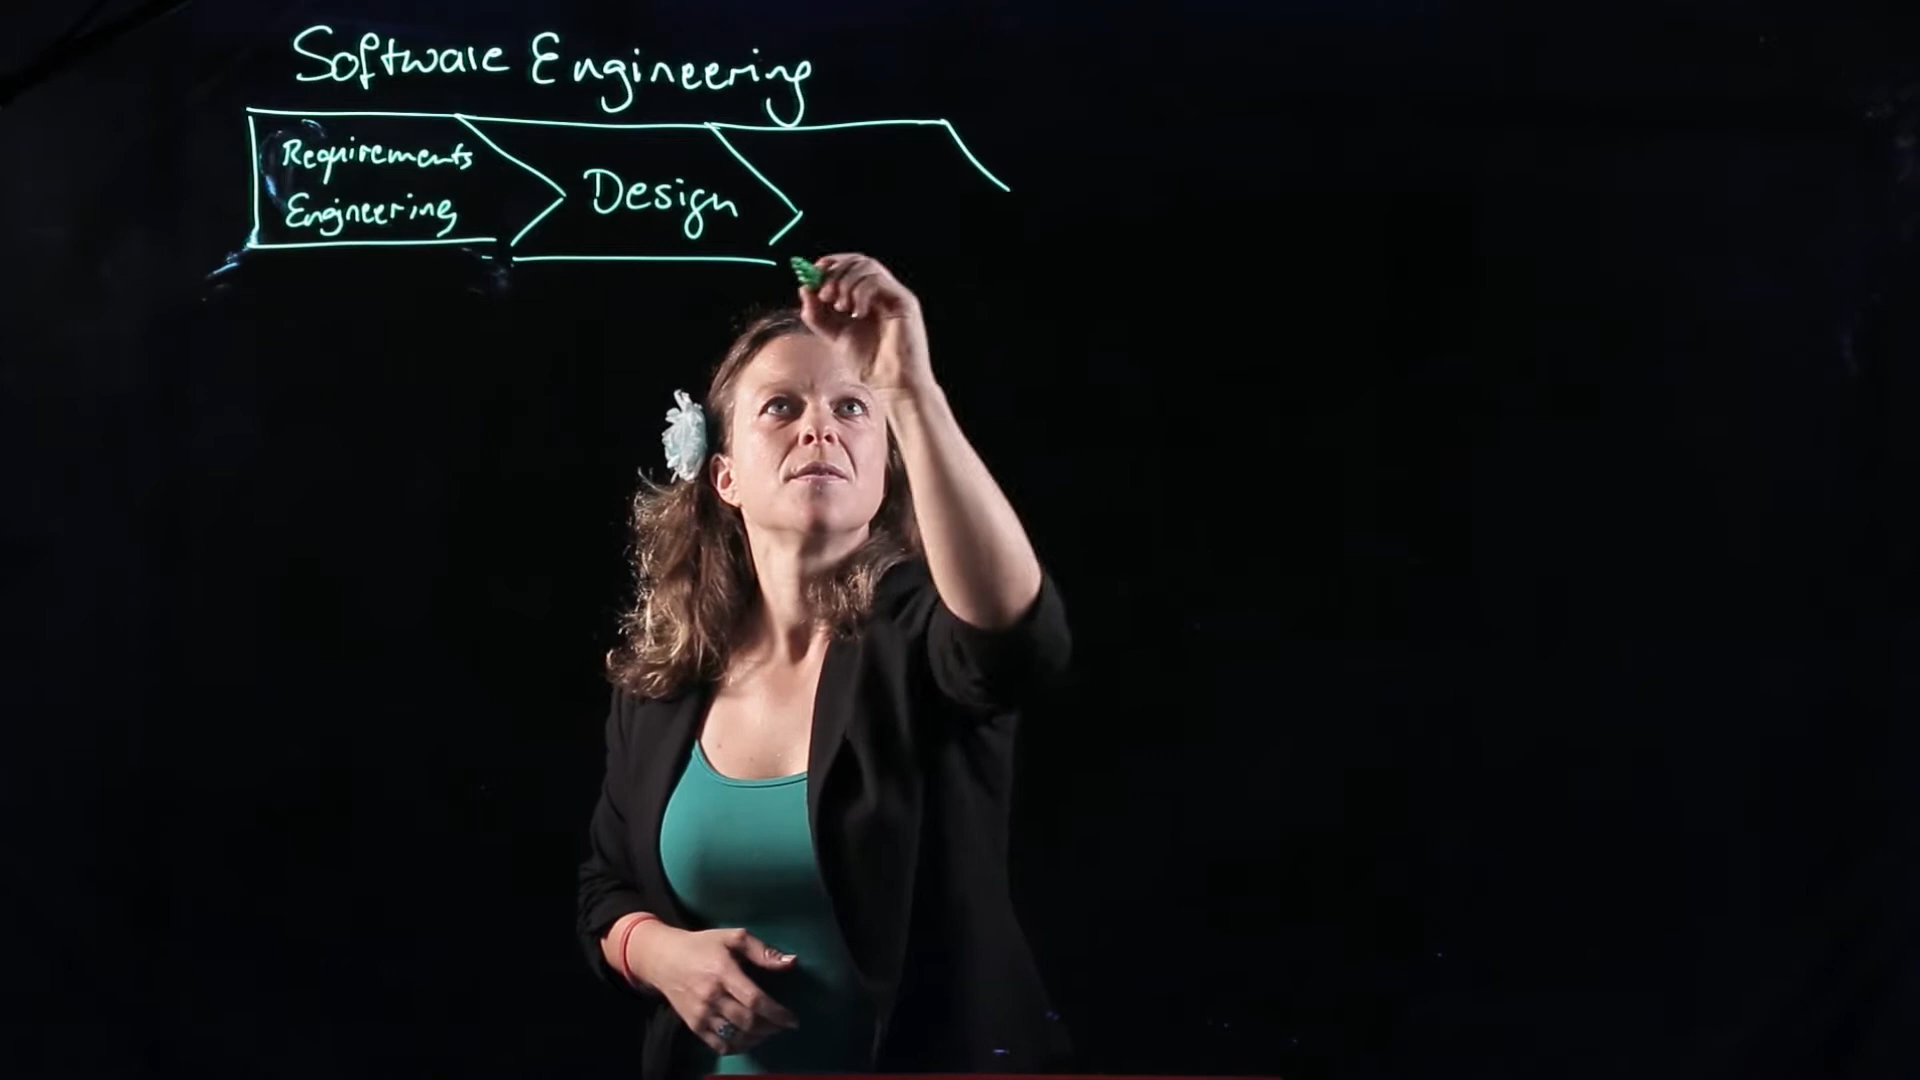 Software Engineering
Requirements
Engineering
Design